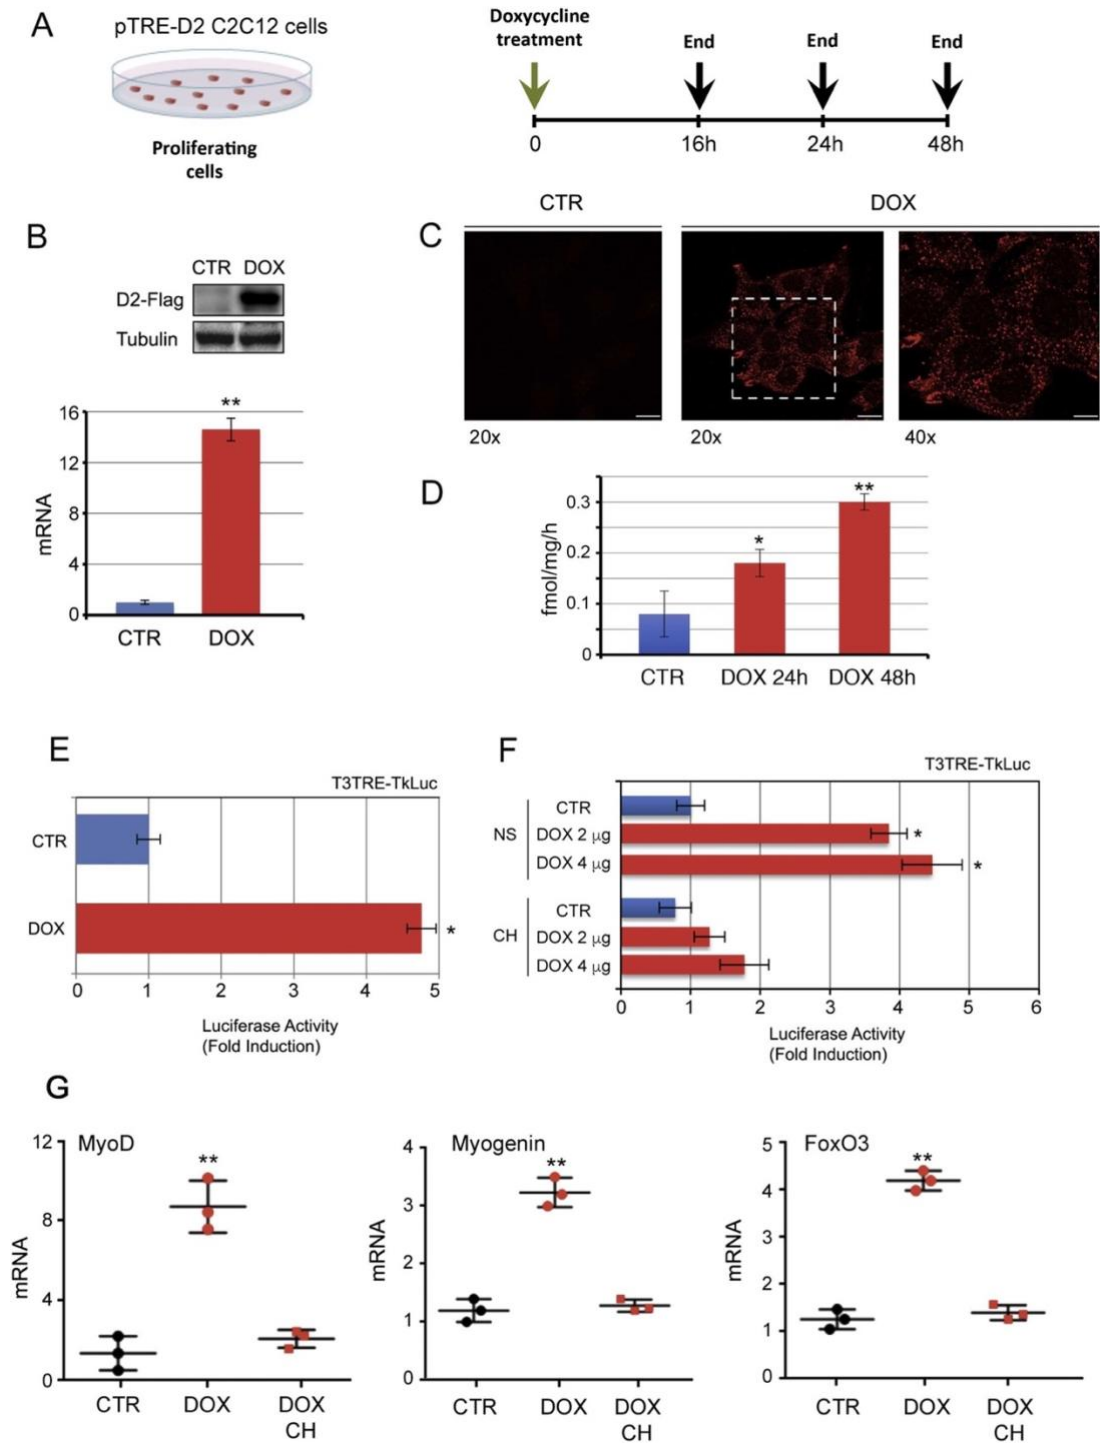 A
pTRE-D2 C2C12 cells
Proliferating
cells
Doxycycline
treatment
End
End
End
0
16h
24h
48h
B
CTR DOX
D2-Flag
Tubulin
**
16
12
8
4
0
mRNA
CTR
DOX
C
CTR
DOX
20x
20x
40x
D
**
*
0.3
0.2
0.1
0
fmol/mg/h
CTR
DOX 24h
DOX 48h
E
T3TRE-TkLuc
CTR
DOX
*
0 1 2 3 4 5
Luciferase Activity
(Fold Induction)
F
T3TRE-TkLuc
NS
CTR
DOX 2 µg
*
DOX 4 µg
*
CH
CTR
DOX 2 µg
DOX 4 µg
0 1 2 3 4 5 6
Luciferase Activity
(Fold Induction)
G
MyoD
**
12
8
4
0
mRNA
CTR
DOX
DOX
CH
Myogenin
**
4
3
2
1
0
mRNA
CTR
DOX
DOX
CH
FoxO3
**
5
4
3
2
1
0
mRNA
CTR
DOX
DOX
CH